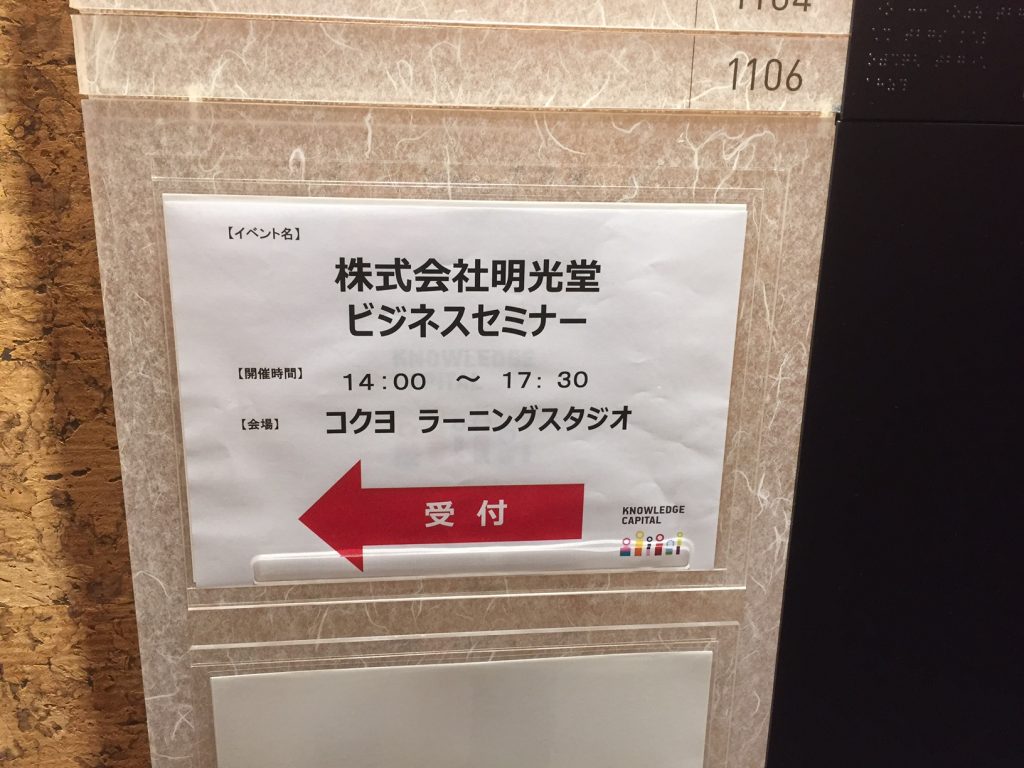 1104
1106
【イベント名】
株式会社明光堂
ビジネスセミナー
【開催時間】 14:00 ～ 17:30
【会場】 コクヨ ラーニングスタジオ
受付
KNOWLEDGE
CAPITAL